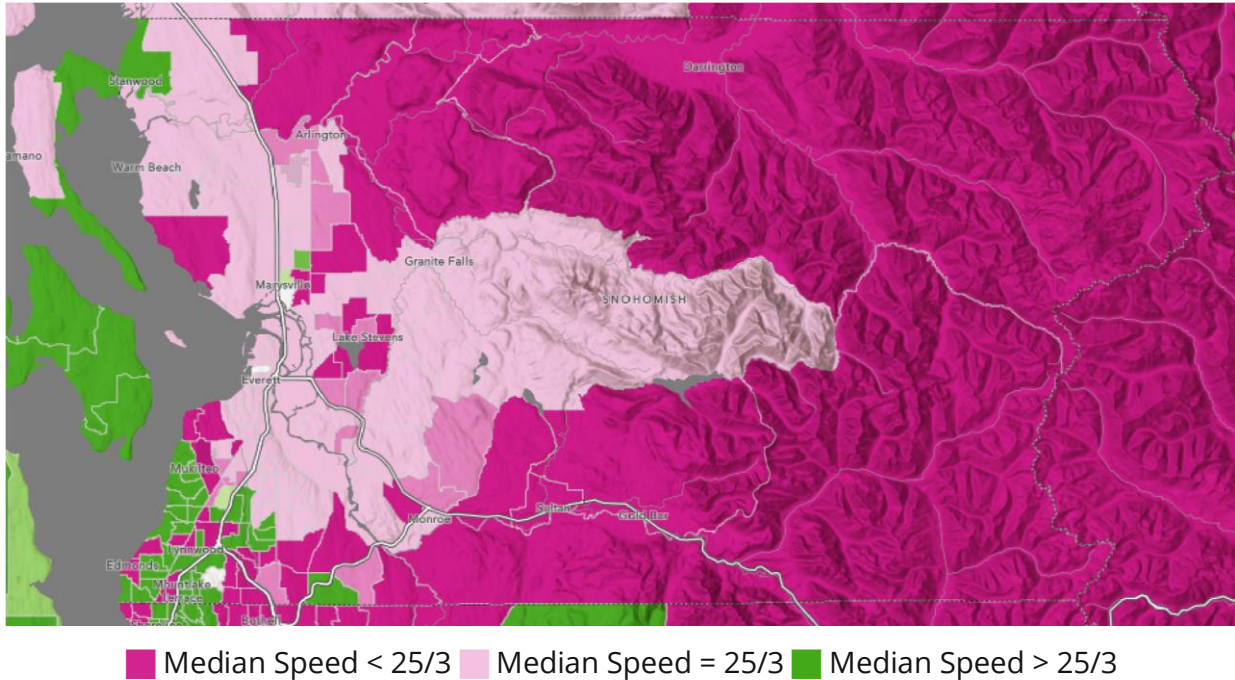 Darrington
Stanwood
Arlington
amano
Warm Beach
Granite Falls
Marysville
SNOHOMISH
Lake Stevens
Everett
Mukilteo
Sultan
Gold Bar
Monroe
Lynnwood
Edmonds
Mountlake
Terrace
Bothell
Median Speed < 25/3 Median Speed = 25/3 Median Speed > 25/3